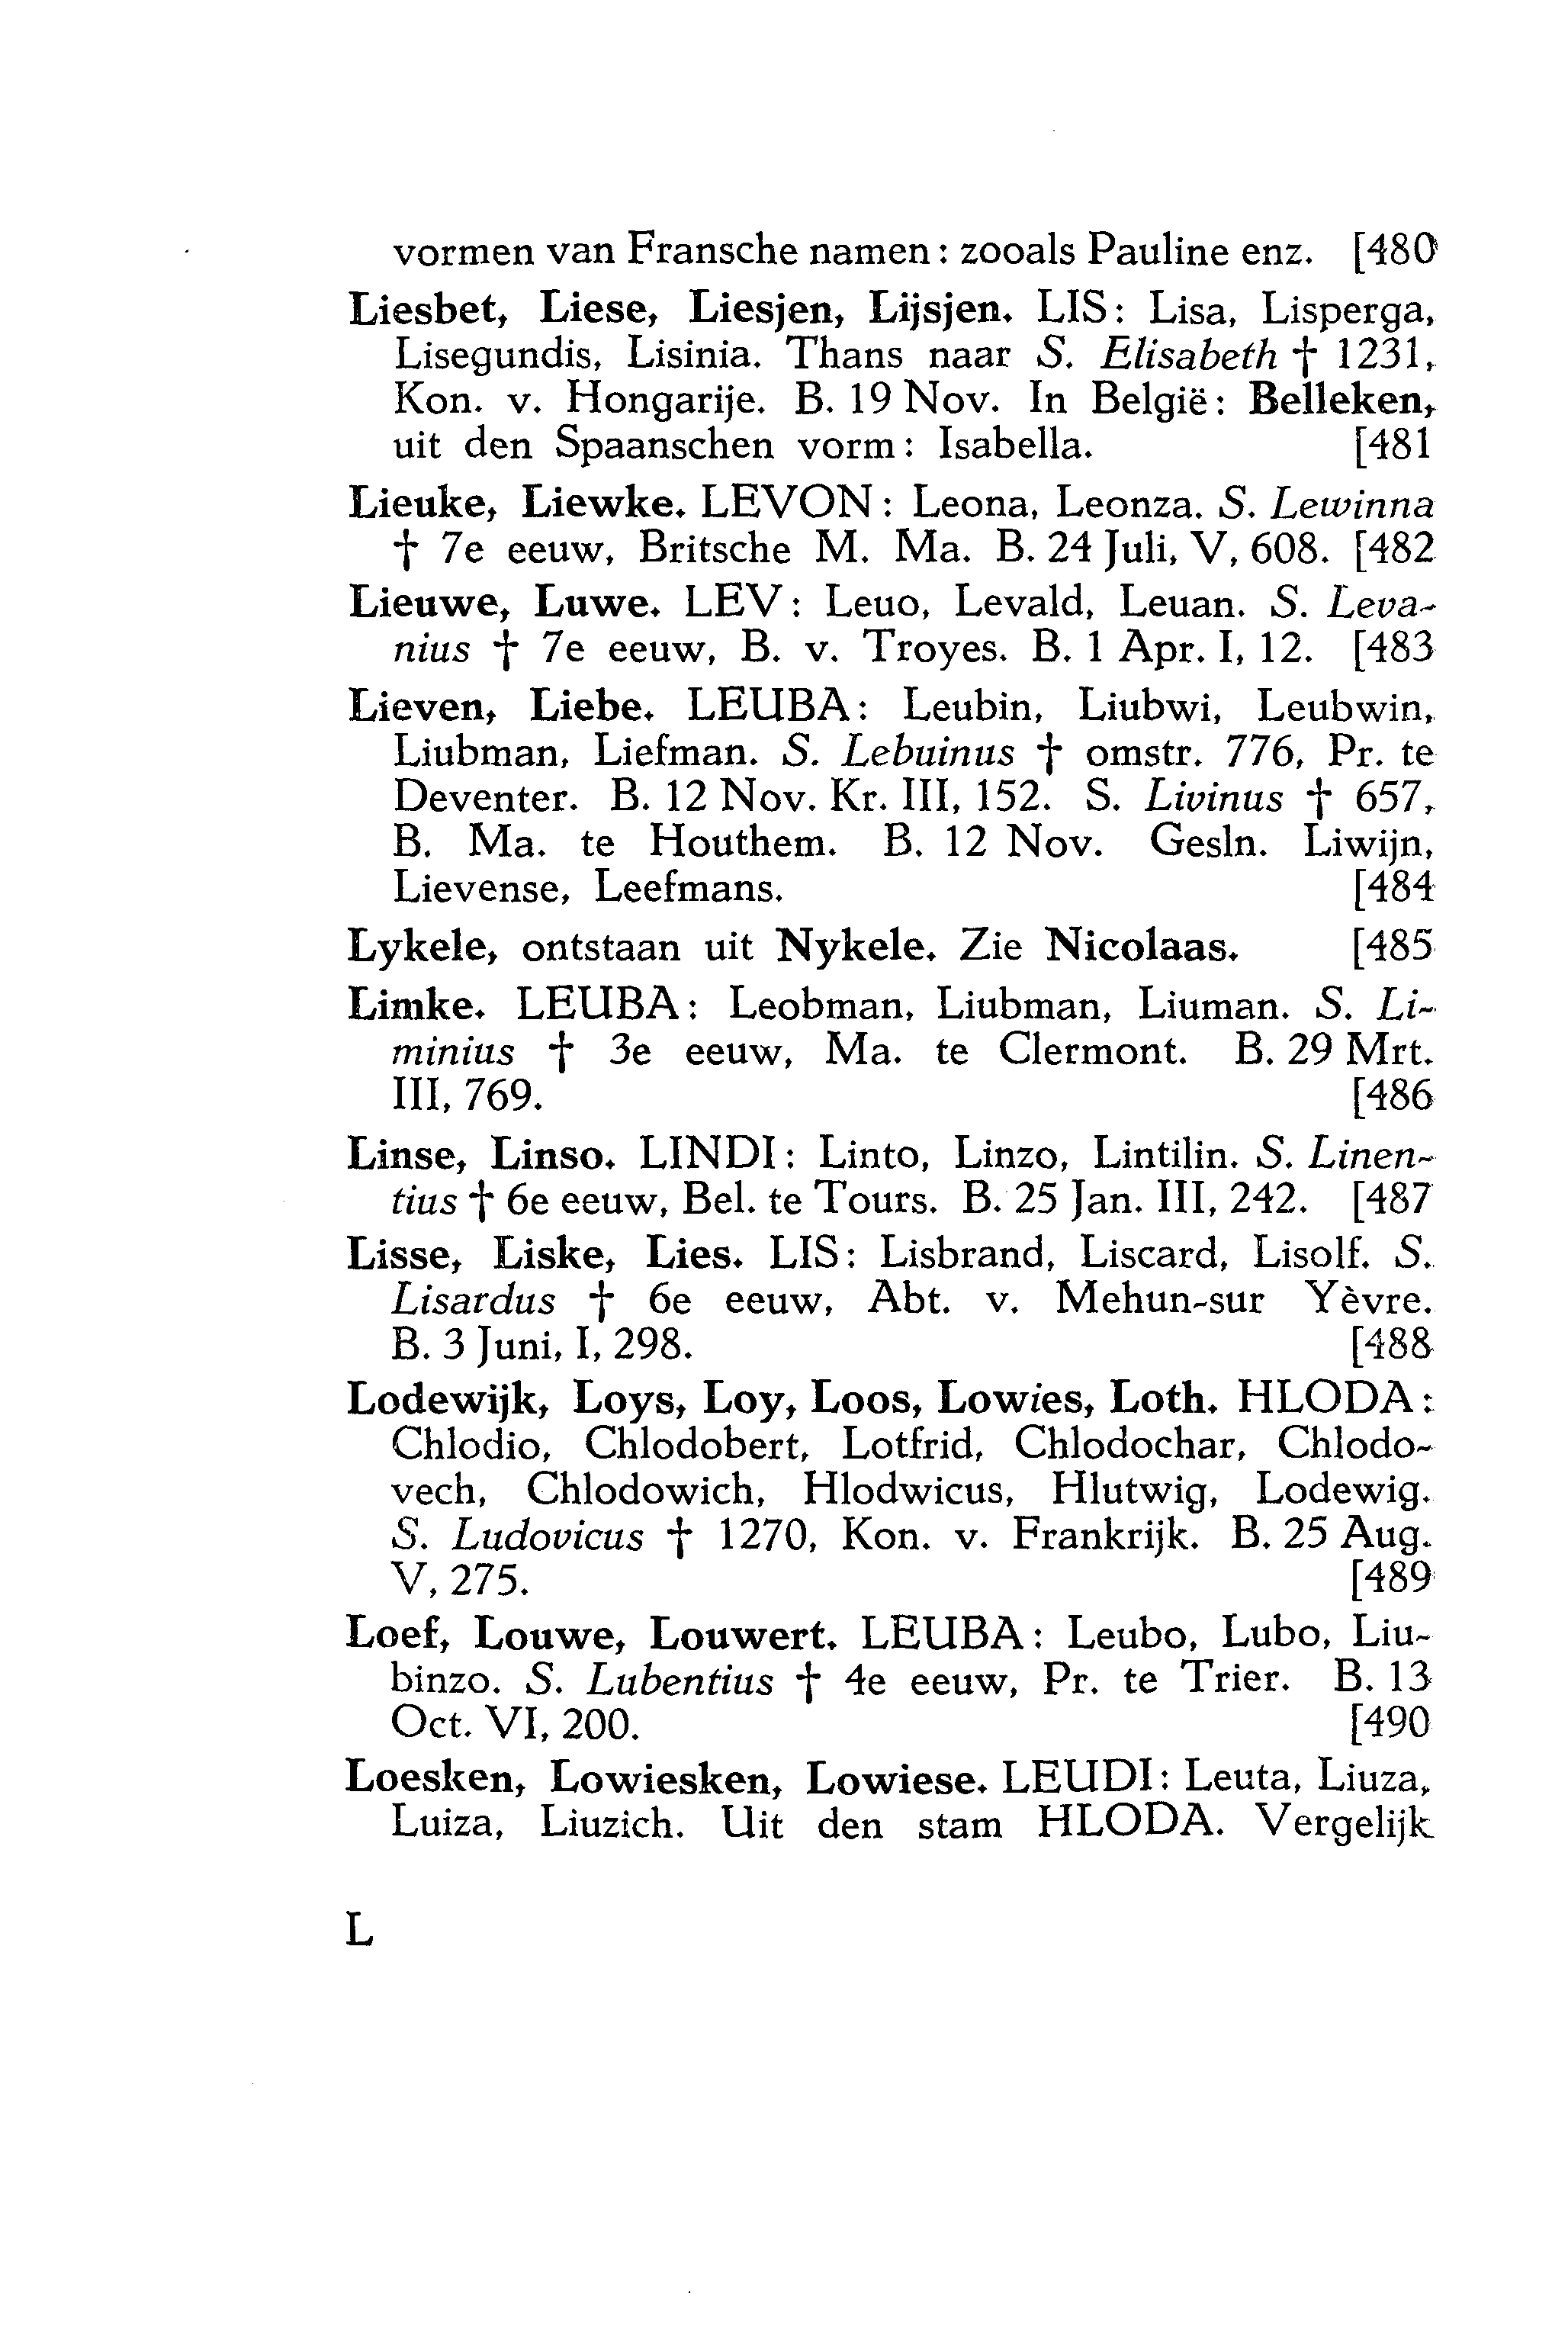 vormen van Fransche namen : zooals Pauline enz. [480
Liesbet, Liese, Liesjen, Lijsjen. LIS : Lisa, Lisperga,
Lisegundis, Lisinia. Thans naar S. Elisabeth † 1231,
Kon. v. Hongarije. B. 19 Nov. In België : Belleken,
uit den Spaanschen vorm : Isabella. [481
Lieuke, Liewke. LEVON : Leona, Leonza. S. Lewinna
† 7e eeuw, Britsche M. Ma. B. 24 Juli, V, 608. [482
Lieuwe, Luwe. LEV : Leuo, Levald, Leuan. S. Leva-
nius † 7e eeuw, B. v. Troyes. B. 1 Apr. I, 12. [483
Lieven, Liebe. LEUBA : Leubin, Liubwi, Leubwin,
Liubman, Liefman. S. Lebuinus † omstr. 776, Pr. te
Deventer. B. 12 Nov. Kr. III, 152. S. Livinus † 657,
B. Ma. te Houthem. B. 12 Nov. Gesln. Liwijn,
Lievense, Leefmans. [484
Lykele, ontstaan uit Nykele. Zie Nicolaas. [485
Limke. LEUBA : Leobman, Liubman, Liuman. S. Li-
minius † 3e eeuw, Ma. te Clermont. B. 29 Mrt.
III, 769. [486
Linse, Linso. LINDI : Linto, Linzo, Lintilin. S. Linen-
tius † 6e eeuw, Bel. te Tours. B. 25 Jan. III, 242. [487
Lisse, Liske, Lies. LIS : Lisbrand, Liscard, Lisolf. S.
Lisardus † 6e eeuw, Abt. v. Mehun-sur Yèvre.
B. 3 Juni, I, 298. [488
Lodewijk, Loys, Loy, Loos, Lowies, Loth. HLODA :
Chlodio, Chlodobert, Lotfrid, Chlodochar, Chlodo-
vech, Chlodowich, Hlodwicus, Hlutwig, Lodewig.
S. Ludovicus † 1270, Kon. v. Frankrijk. B. 25 Aug.
V, 275. [489
Loef, Louwe, Louwert. LEUBA : Leubo, Lubo, Liu-
binzo. S. Lubentius † 4e eeuw, Pr. te Trier. B. 13
Oct. VI, 200. [490
Loesken, Lowiesken, Lowiese. LEUDI : Leuta, Liuza,
Luiza, Liuzich. Uit den stam HLODA. Vergelijk
L